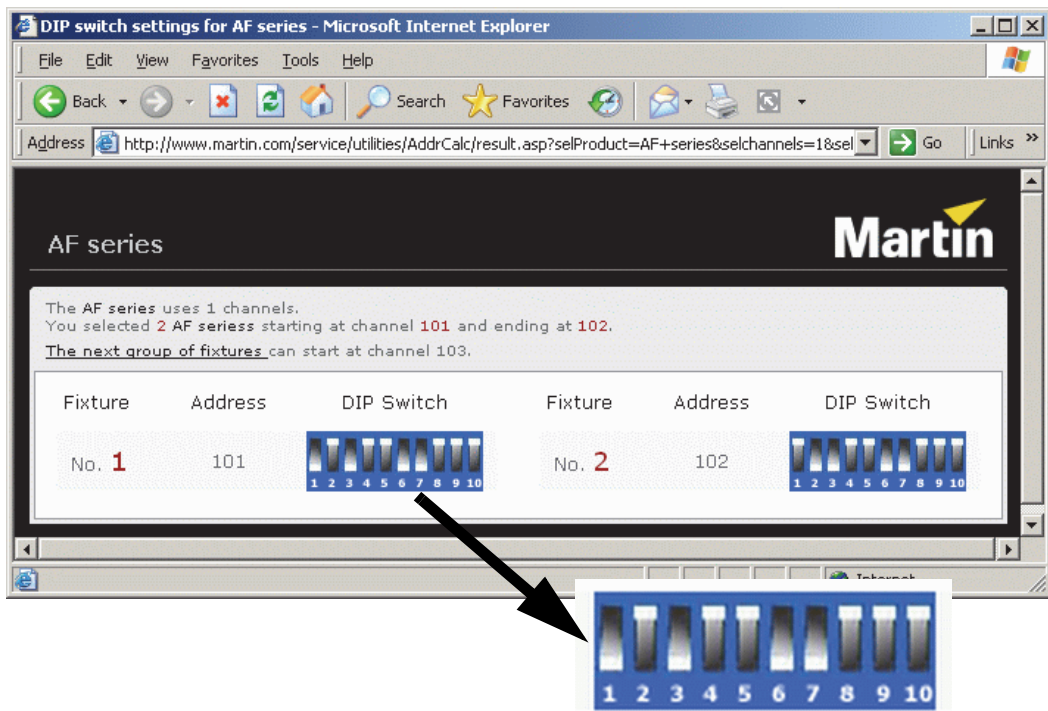 DIP switch settings for AF series - Microsoft Internet Explorer
File Edit View Favorites Tools Help
Back Search Favorites
Address http://www.martin.com/service/utilities/AddrCalc/result.asp?selProduct=AF+series&selchannels=1&sel Go Links »
Martin
AF series
The AF series uses 1 channels.
You selected 2 AF seriess starting at channel 101 and ending at 102.
The next group of fixtures can start at channel 103.
Fixture Address DIP Switch Fixture Address DIP Switch
No. 1 101 1 2 3 4 5 6 7 8 9 10 No. 2 102 1 2 3 4 5 6 7 8 9 10
Internet
1 2 3 4 5 6 7 8 9 10